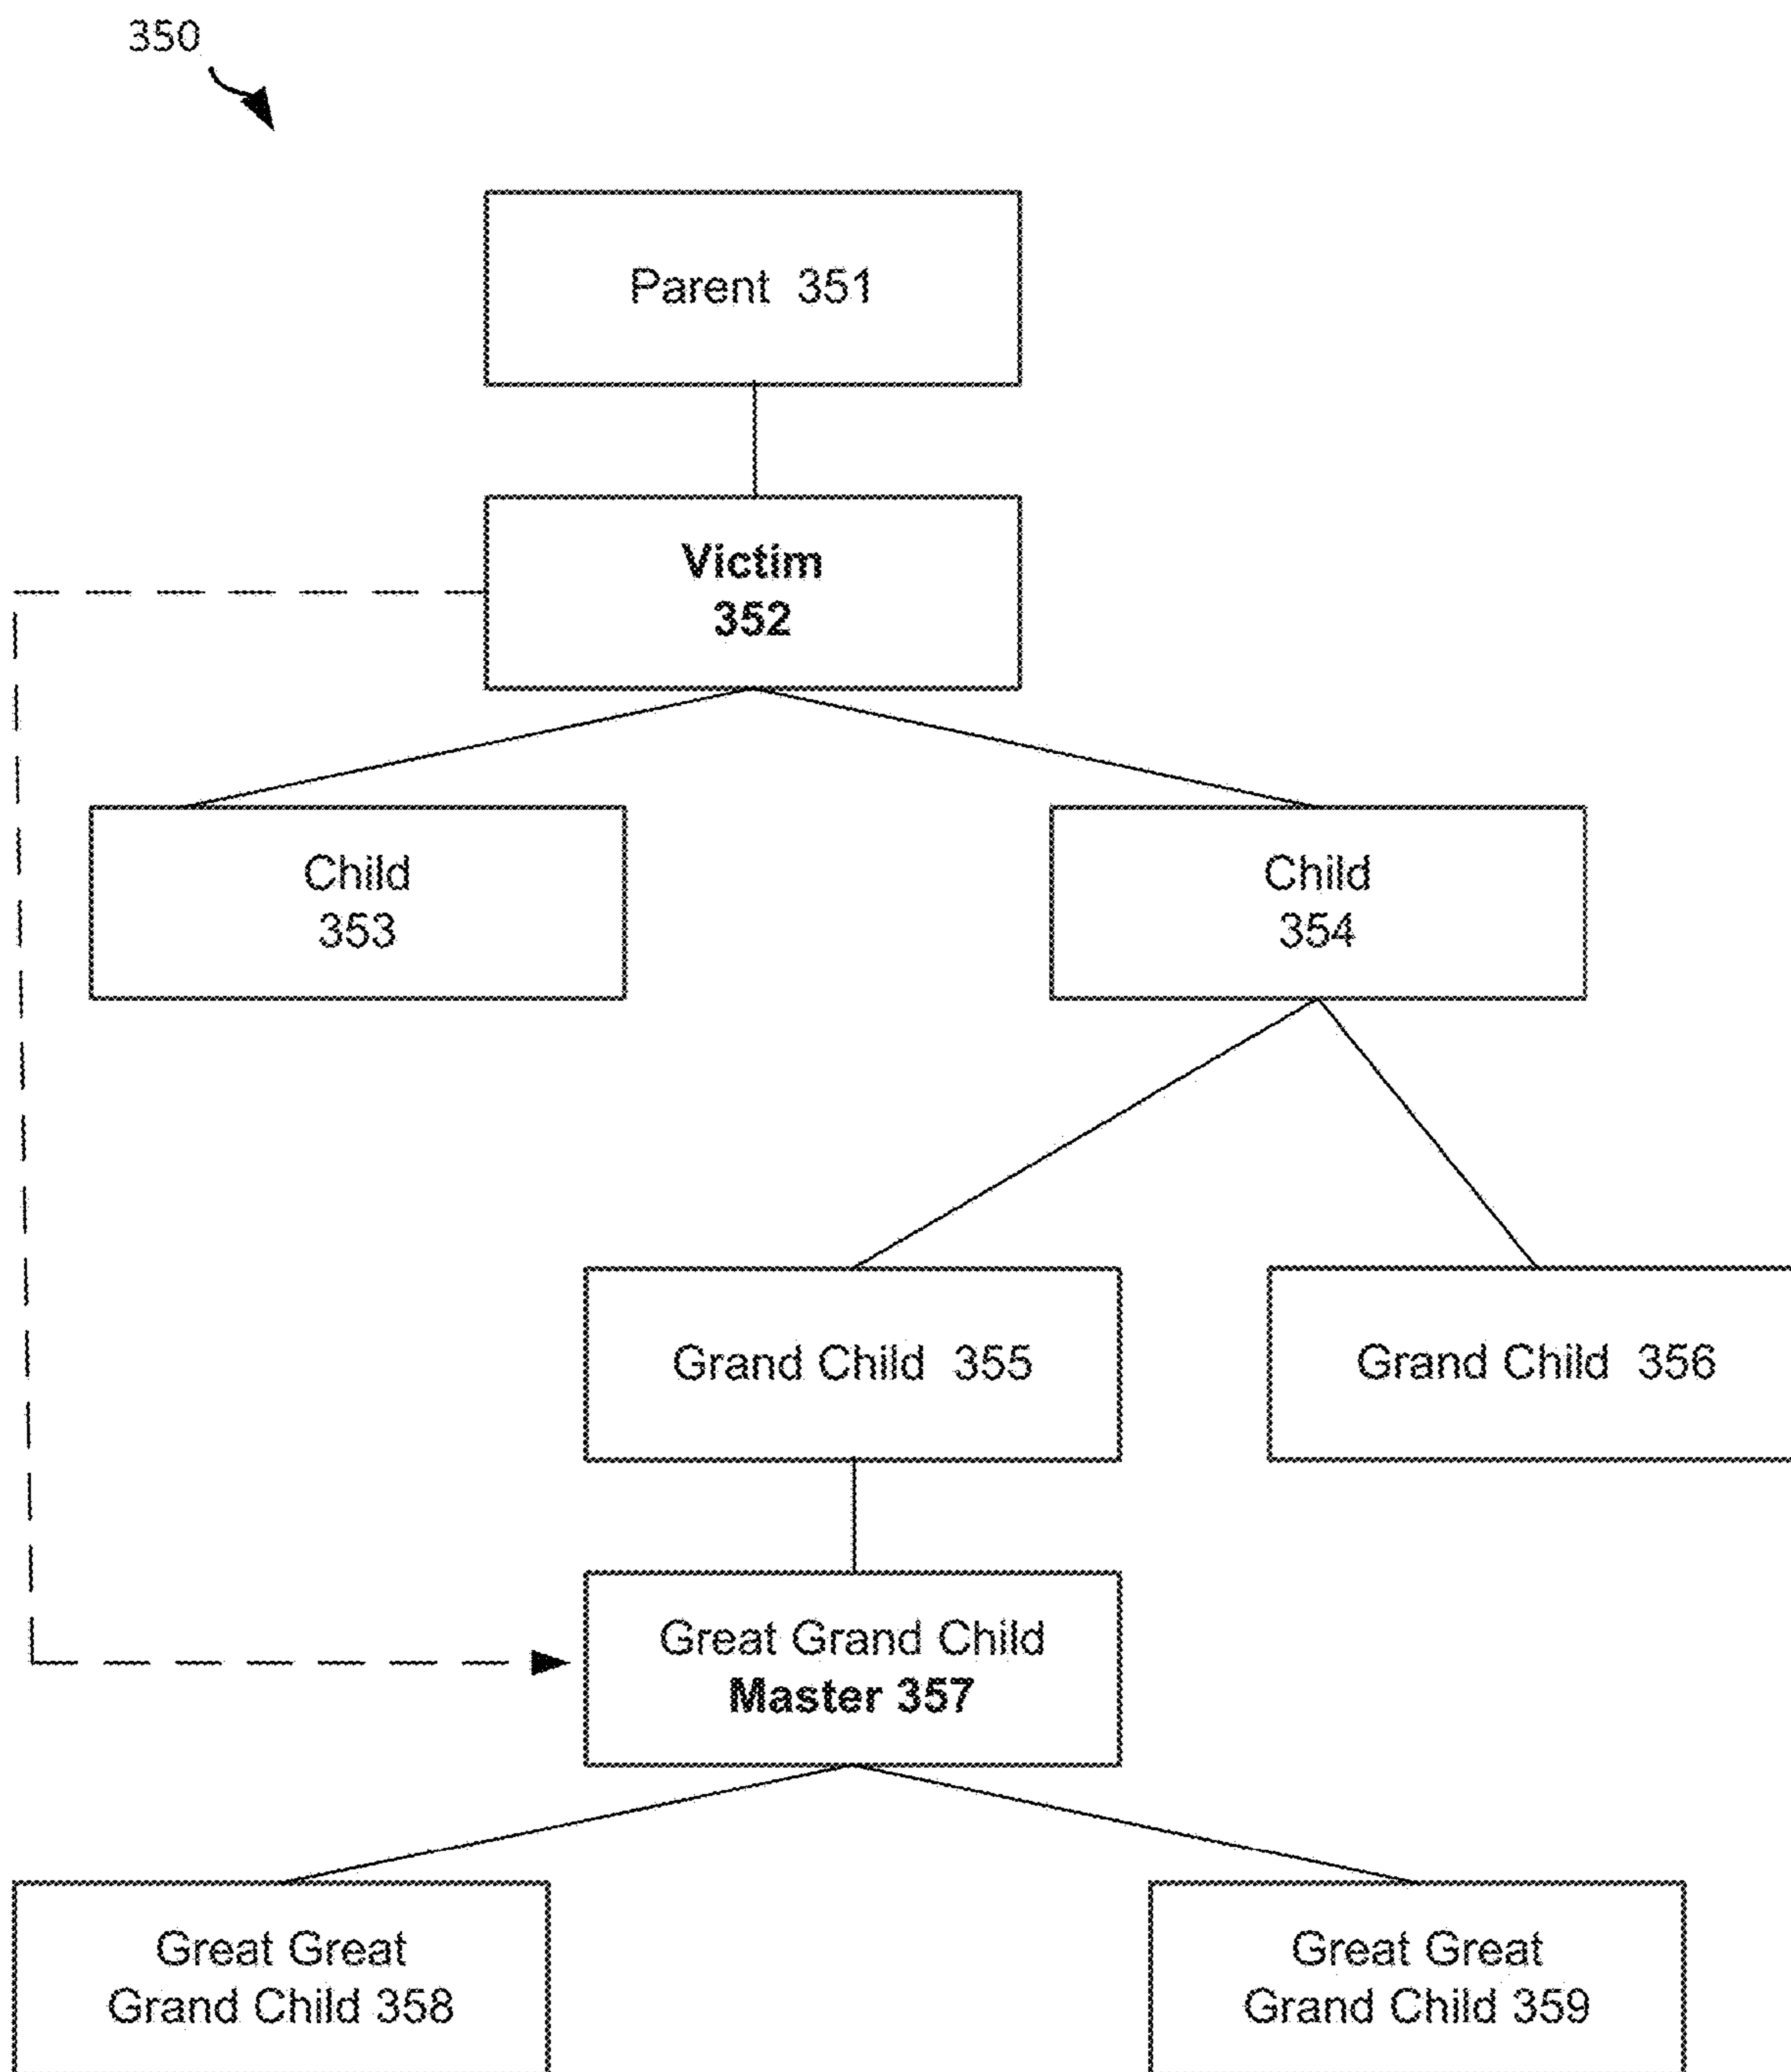 350
Parent 351
Victim
352
Child
353
Child
354
Grand Child 355
Grand Child 356
Great Grand Child
Master 357
Great Great
Grand Child 358
Great Great
Grand Child 359